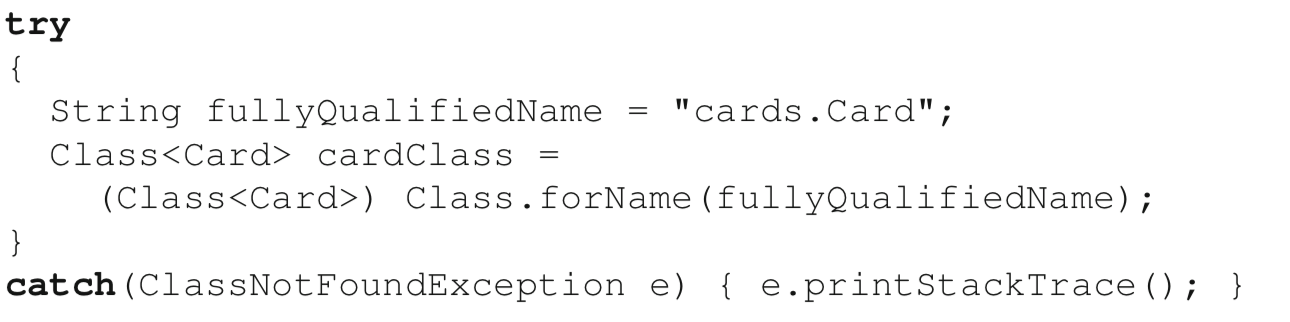 try
{
  String fullyQualifiedName = "cards.Card";
  Class<Card> cardClass =
    (Class<Card>) Class.forName(fullyQualifiedName);
}
catch(ClassNotFoundException e) { e.printStackTrace(); }